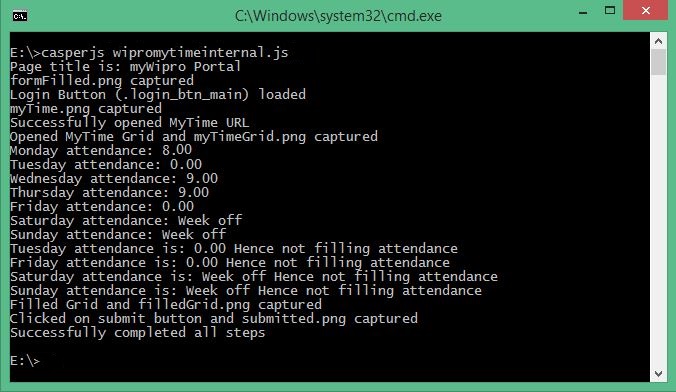 C:\Windows\system32\cmd.exe
E:\>casperjs wipromytimeinternal.js
Page title is: myWipro Portal
formFilled.png captured
Login Button (.login_btn_main) loaded
myTime.png captured
Successfully opened MyTime URL
Opened MyTime Grid and myTimeGrid.png captured
Monday attendance: 8.00
Tuesday attendance: 0.00
Wednesday attendance: 9.00
Thursday attendance: 9.00
Friday attendance: 0.00
Saturday attendance: Week off
Sunday attendance: Week off
Tuesday attendance is: 0.00 Hence not filling attendance
Friday attendance is: 0.00 Hence not filling attendance
Saturday attendance is: Week off Hence not filling attendance
Sunday attendance is: Week off Hence not filling attendance
Filled Grid and filledGrid.png captured
Clicked on submit button and submitted.png captured
Successfully completed all steps
E:\>